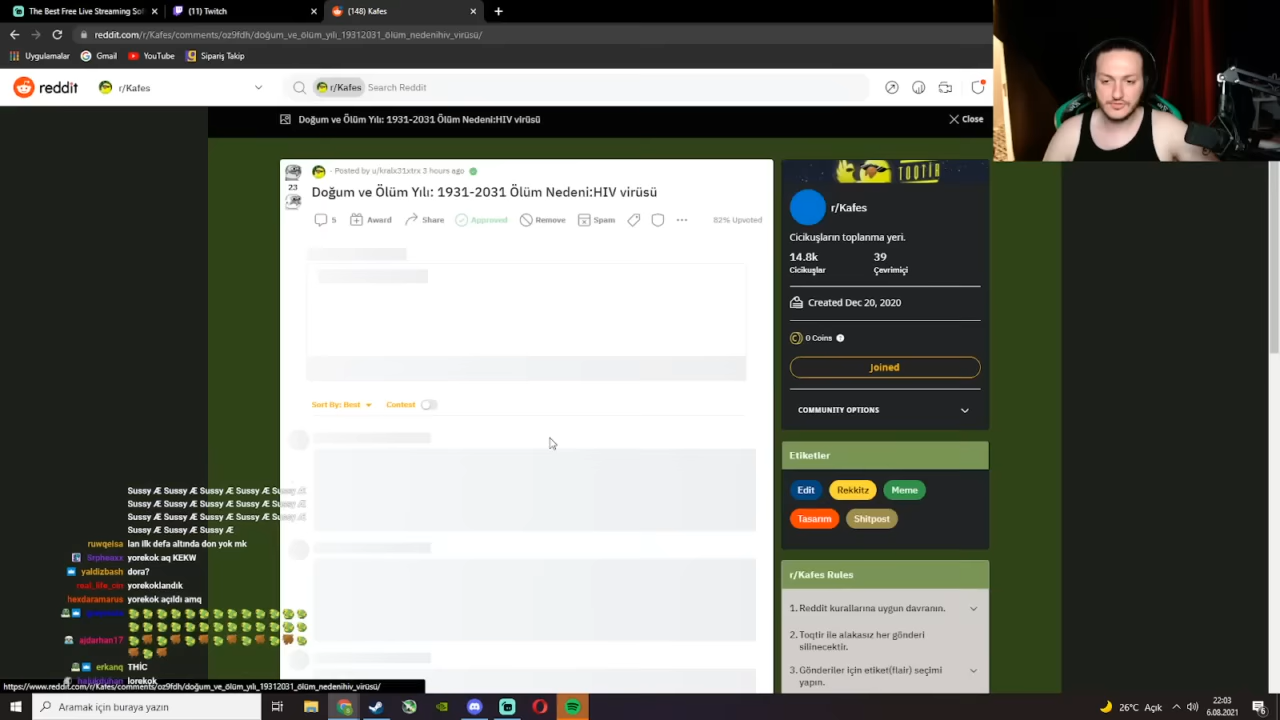 The Best Free Live Streaming Sof
(11) Twitch
(148) Kafes
reddit.com/r/Kafes/comments/oz9fdh/doğum_ve_ölüm_yılı_19312031_ölüm_nedenihiv_virüsü/
Uygulamalar
Gmail
YouTube
Sipariş Takip
reddit
r/Kafes
r/Kafes
Search Reddit
Doğum ve Ölüm Yılı: 1931-2031 Ölüm Nedeni:HIV virüsü
Close
23
Posted by u/kralx31xtrx 3 hours ago
Doğum ve Ölüm Yılı: 1931-2031 Ölüm Nedeni:HIV virüsü
5
Award
Share
Approved
Remove
Spam
82% Upvoted
Sort By: Best
Contest
TOQTİR
r/Kafes
Cicikuşların toplanma yeri.
14.8k
39
Cicikuşlar
Çevrimiçi
Created Dec 20, 2020
0 Coins
Joined
COMMUNITY OPTIONS
Etiketler
Edit
Rekkitz
Meme
Tasarım
Shitpost
r/Kafes Rules
1. Reddit kurallarına uygun davranın.
2. Toqtir ile alakasız her gönderi
silinecektir.
3. Gönderiler için etiket(flair) seçimi
yapın.
Sussy Æ Sussy Æ Sussy Æ Sussy Æ Sussy Æ
Sussy Æ Sussy Æ Sussy Æ Sussy Æ Sussy Æ
Sussy Æ Sussy Æ Sussy Æ Sussy Æ Sussy Æ
Sussy Æ Sussy Æ Sussy Æ
ruwqeisa lan ilk defa altında don yok mk
yorekok aq KEKW
yaldizbash dora?
real_life_cin yorekoklandık
hexdaramarus yorekok açıldı amq
ajdarhan17
erkanq THİC
lorekok
https://www.reddit.com/r/Kafes/comments/oz9fdh/doğum_ve_ölüm_yılı_19312031_ölüm_nedenihiv_virüsü/
Aramak için buraya yazın
26°C Açık
22:03
6.08.2021
6